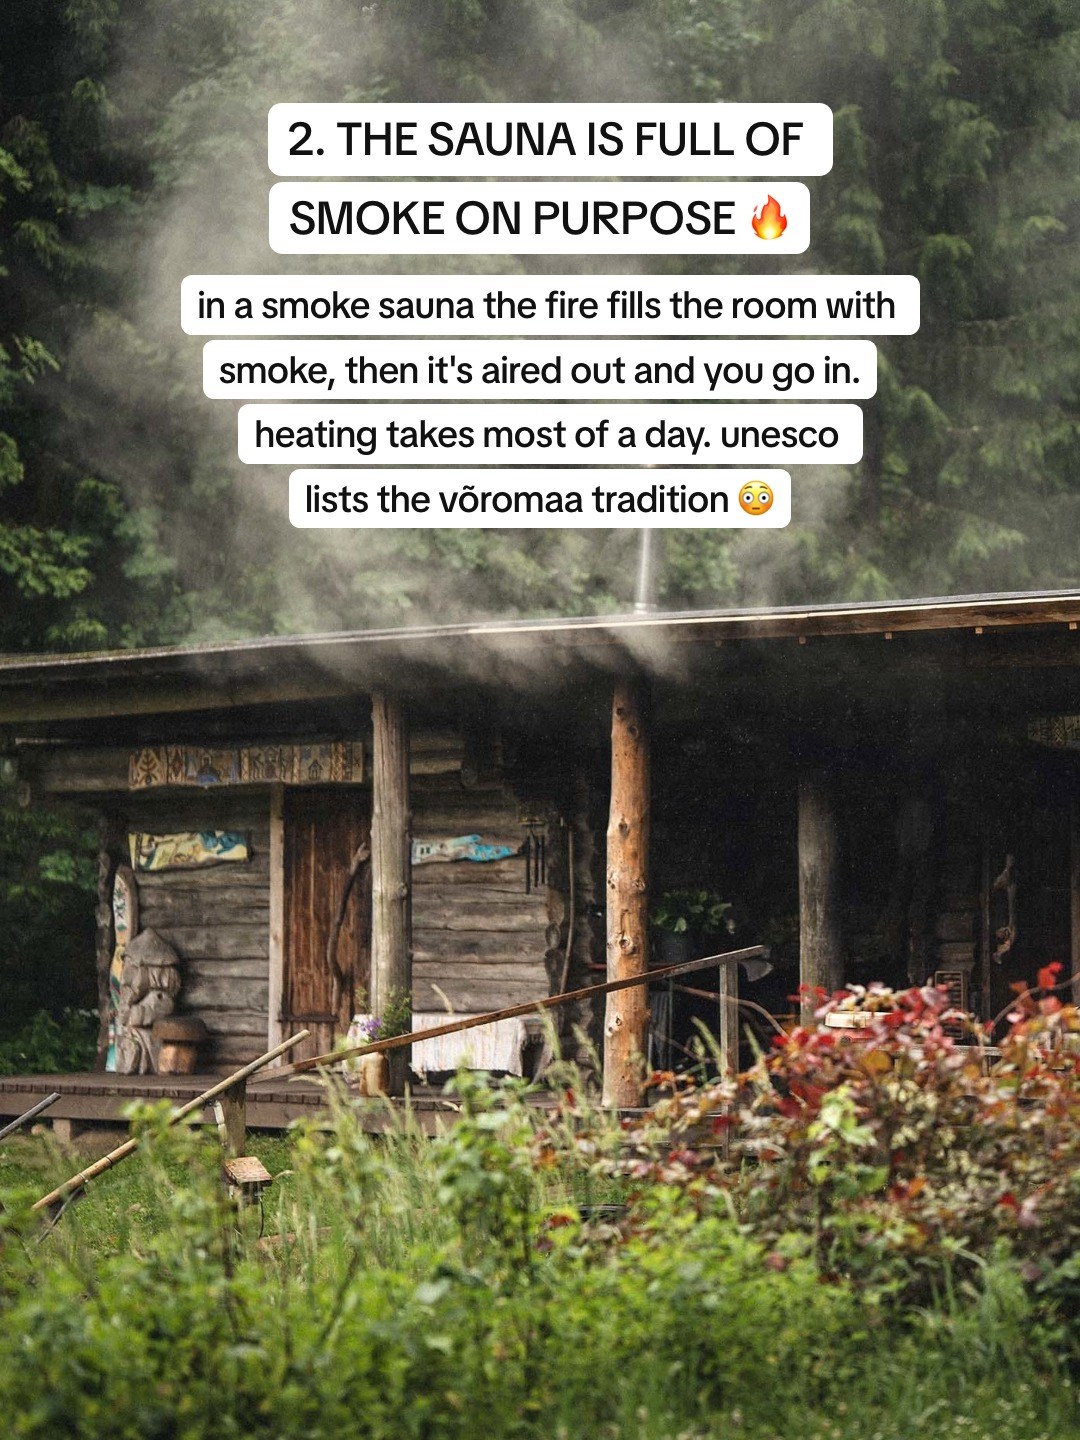 2. THE SAUNA IS FULL OF
SMOKE ON PURPOSE 🔥
in a smoke sauna the fire fills the room with
smoke, then it's aired out and you go in.
heating takes most of a day. unesco
lists the võromaa tradition 😳